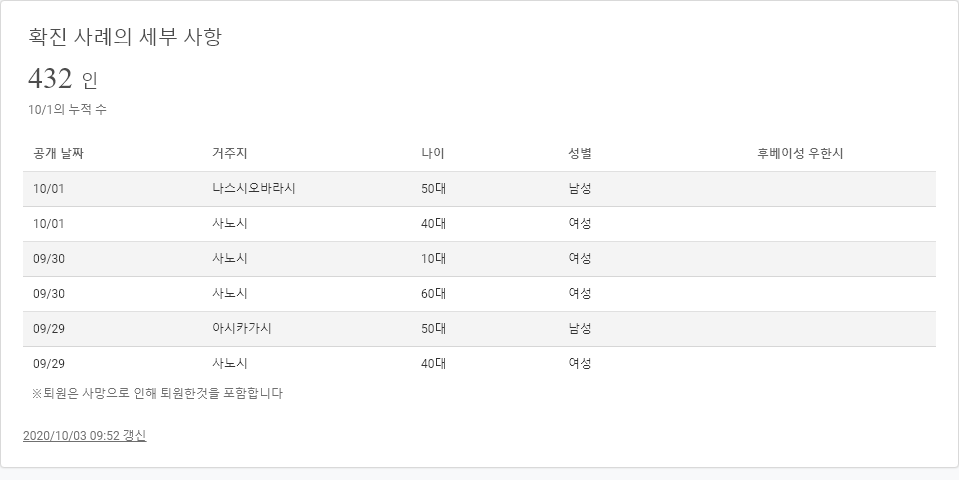 확진 사례의 세부 사항
432 인
10/1의 누적 수
공개 날짜 거주지 나이 성별 후베이성 우한시
10/01 나스시오바라시 50대 남성
10/01 사노시 40대 여성
09/30 사노시 10대 여성
09/30 사노시 60대 여성
09/29 아시카가시 50대 남성
09/29 사노시 40대 여성
※퇴원은 사망으로 인해 퇴원한것을 포함합니다
2020/10/03 09:52 갱신